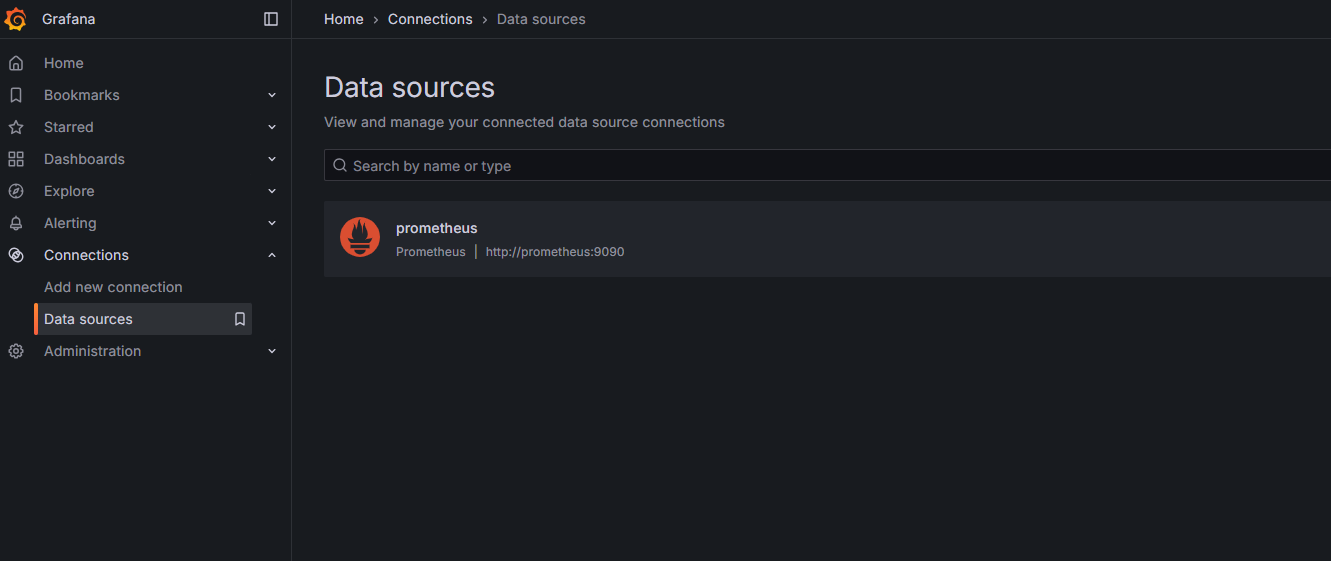 Grafana
Home
Bookmarks
Starred
Dashboards
Explore
Alerting
Connections
Add new connection
Data sources
Administration
Home › Connections › Data sources
Data sources
View and manage your connected data source connections
Search by name or type
prometheus
Prometheus | http://prometheus:9090